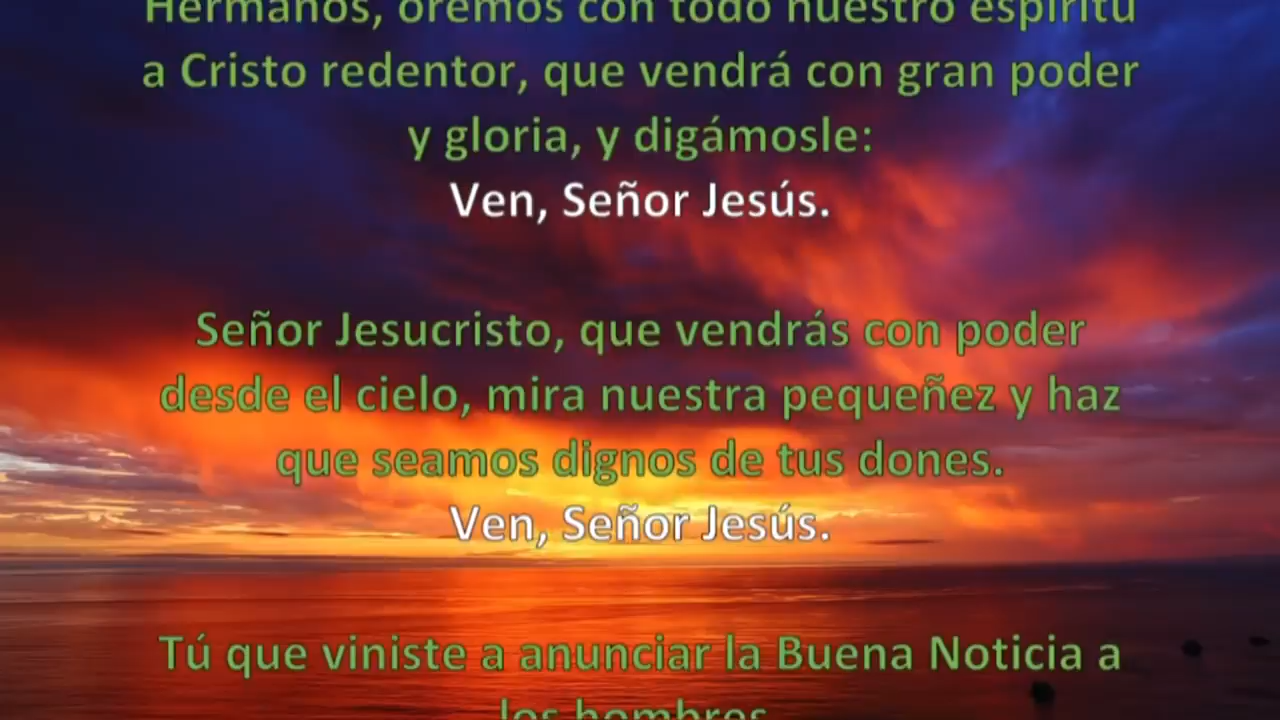 Hermanos, oremos con todo nuestro espíritu
a Cristo redentor, que vendrá con gran poder
y gloria, y digámosle:
Ven, Señor Jesús.
Señor Jesucristo, que vendrás con poder
desde el cielo, mira nuestra pequeñez y haz
que seamos dignos de tus dones.
Ven, Señor Jesús.
Tú que viniste a anunciar la Buena Noticia a
los hombres